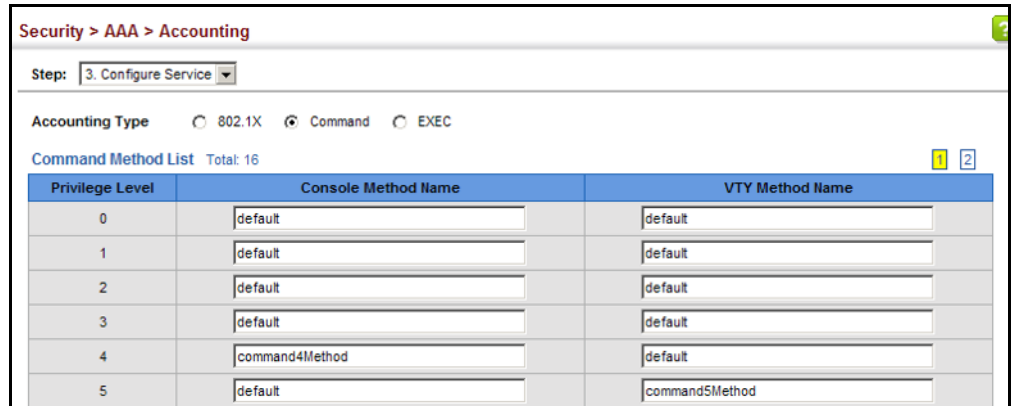 Security > AAA > Accounting
?
Step: 3. Configure Service
Accounting Type 802.1X Command EXEC
Command Method List Total: 16 1 2
Privilege Level Console Method Name VTY Method Name
0 default default
1 default default
2 default default
3 default default
4 command4Method default
5 default command5Method